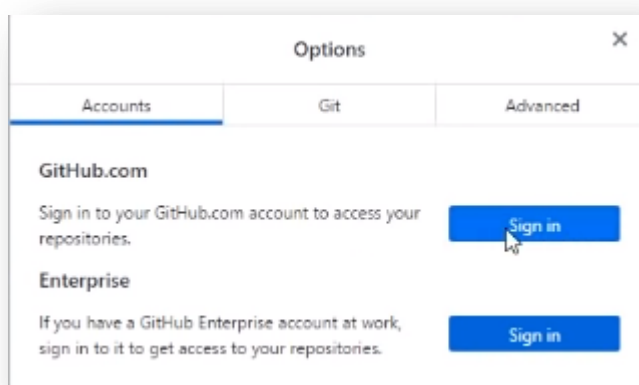 Options
Accounts
Git
Advanced
GitHub.com
Sign in to your GitHub.com account to access your
repositories.
Sign in
Enterprise
If you have a GitHub Enterprise account at work,
sign in to it to get access to your repositories.
Sign in